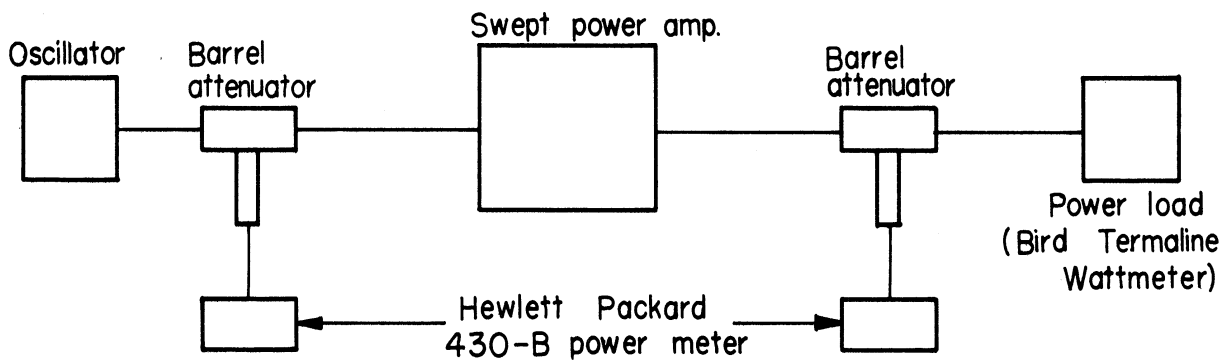 Swept power amp.
Oscillator
Barrel
attenuator
Barrel
attenuator
Power load
(Bird Termaline
Wattmeter)
Hewlett Packard
430-B power meter